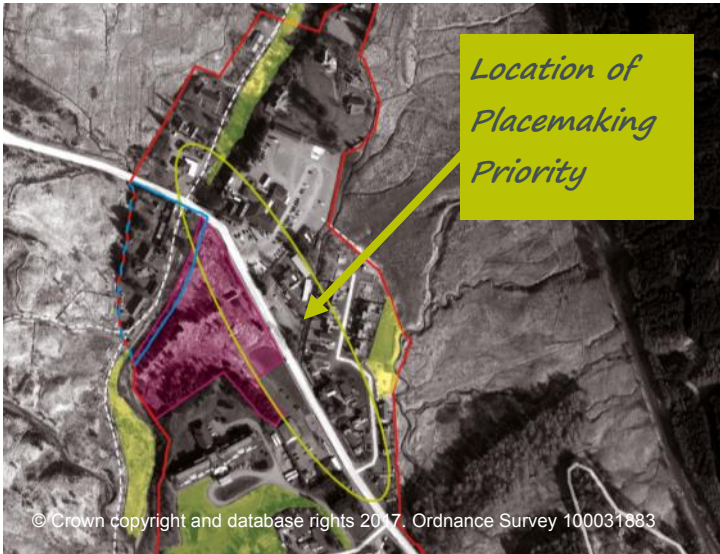 Location of
Placemaking
Priority
© Crown copyright and database rights 2017. Ordnance Survey 100031883